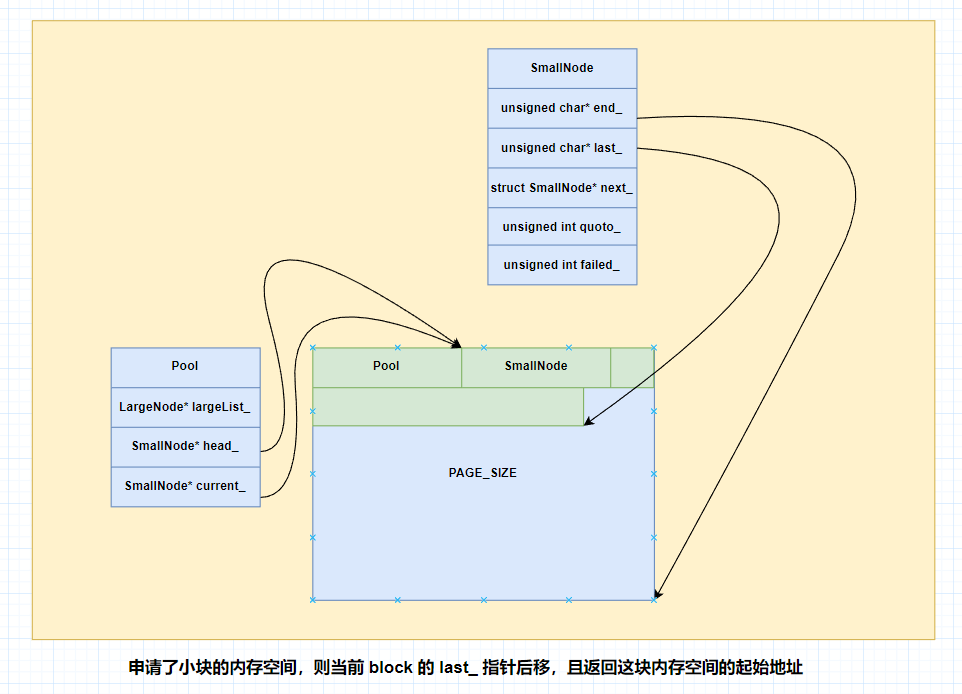 SmallNode
unsigned char* end_
unsigned char* last_
struct SmallNode* next_
unsigned int quoto_
unsigned int failed_
Pool
LargeNode* largeList_
SmallNode* head_
SmallNode* current_
Pool
SmallNode
PAGE_SIZE
申请了小块的内存空间，则当前 block 的 last_ 指针后移，且返回这块内存空间的起始地址